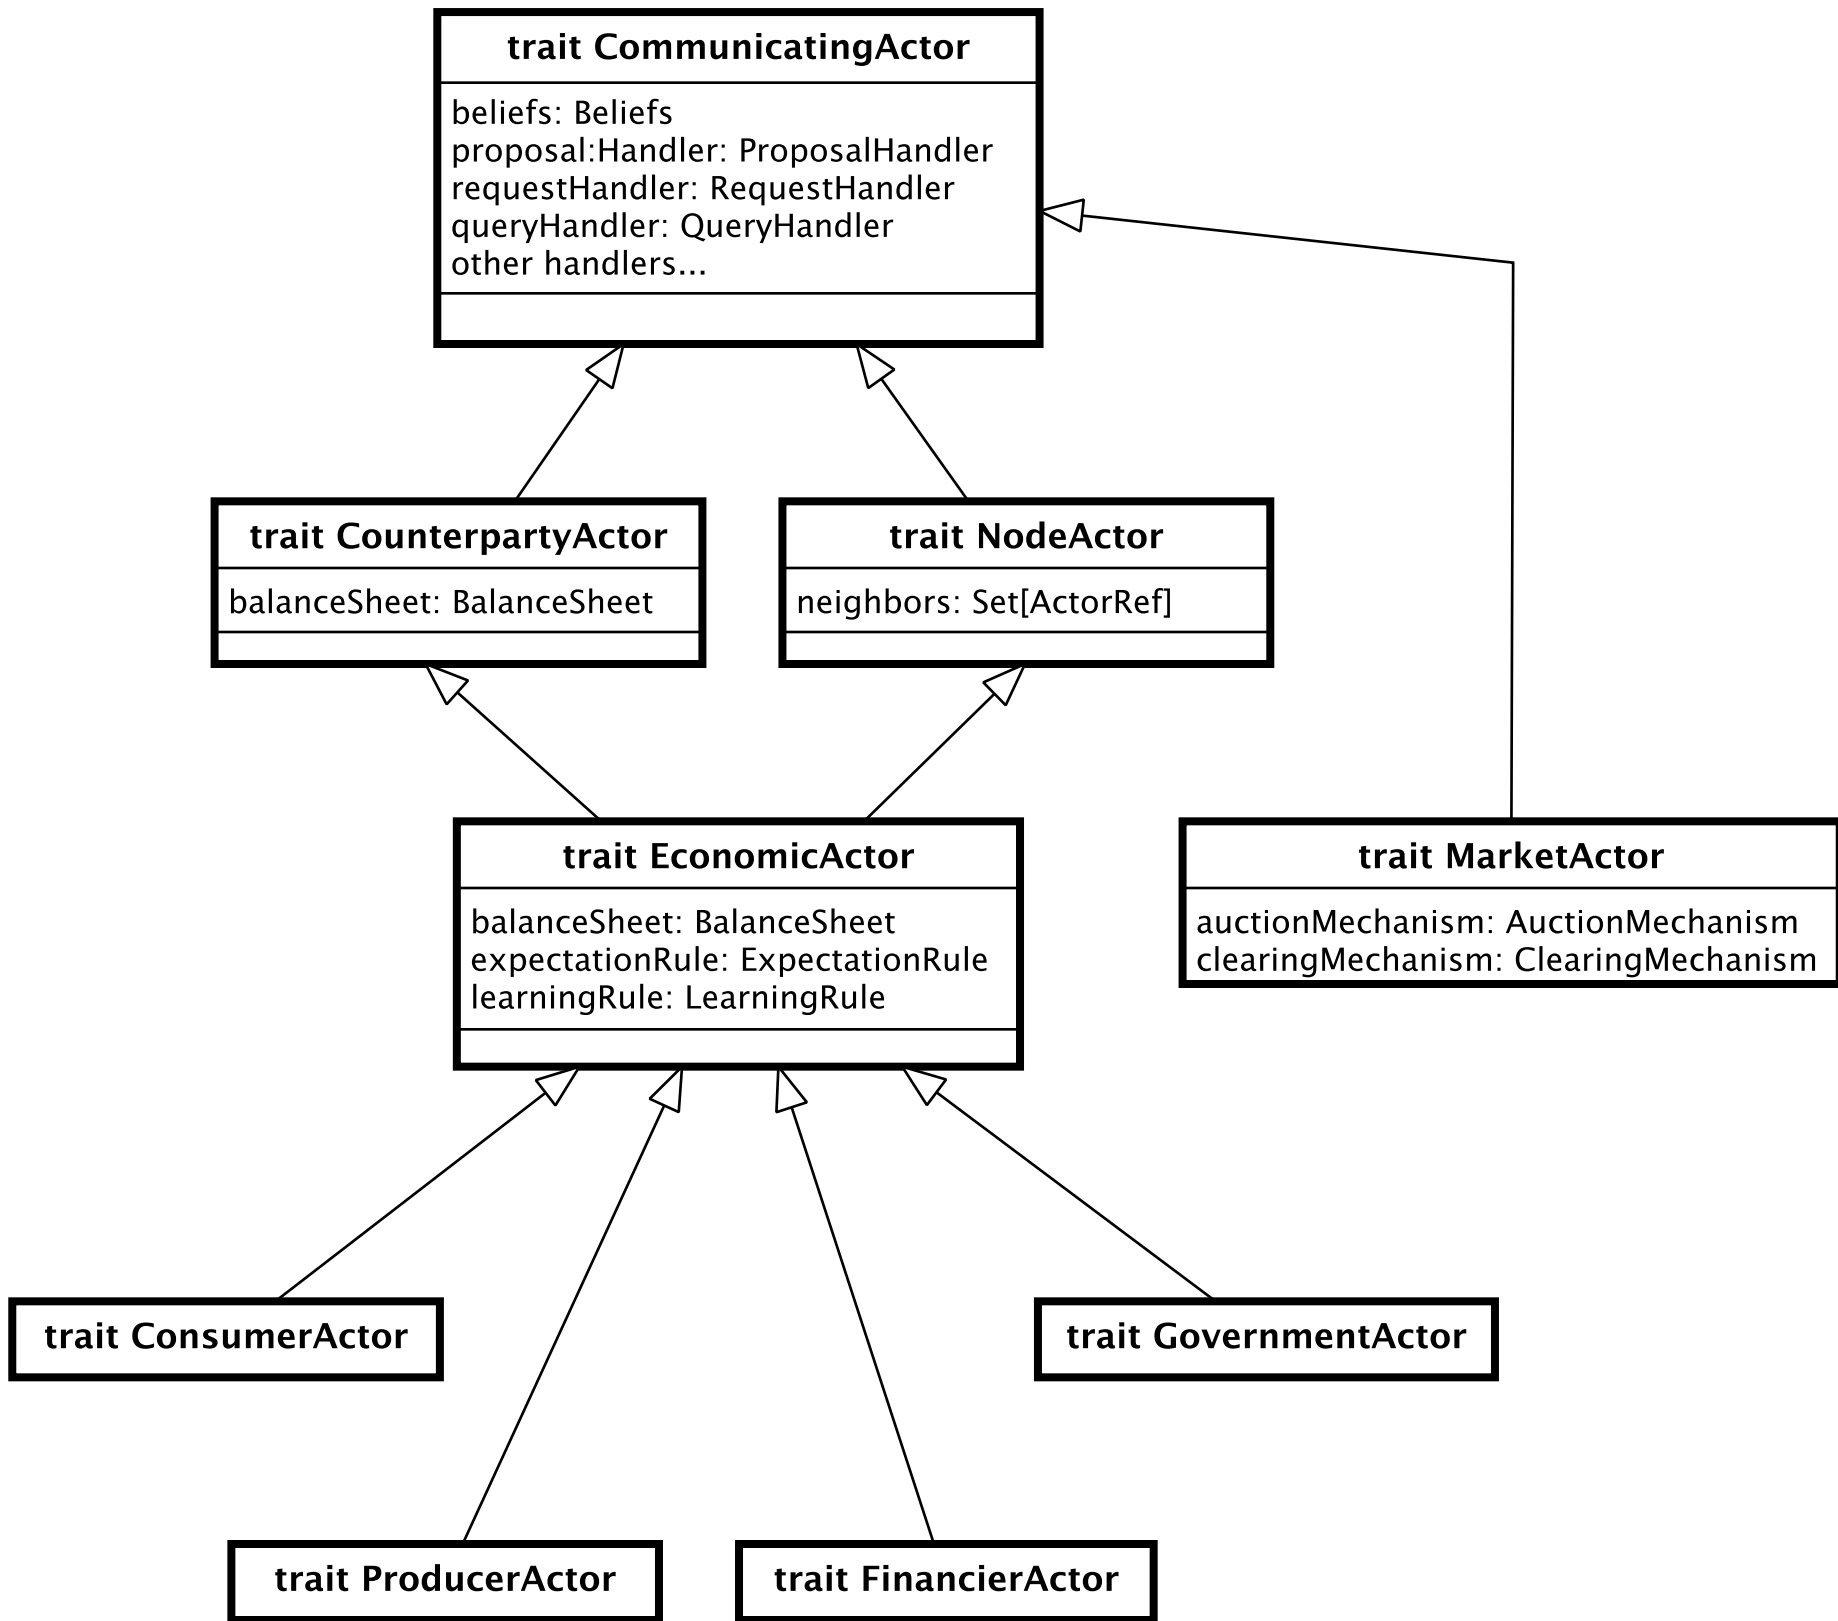 trait CommunicatingActor
beliefs: Beliefs
proposal:Handler: ProposalHandler
requestHandler: RequestHandler
queryHandler: QueryHandler
other handlers...
trait CounterpartyActor
balanceSheet: BalanceSheet
trait NodeActor
neighbors: Set[ActorRef]
trait EconomicActor
balanceSheet: BalanceSheet
expectationRule: ExpectationRule
learningRule: LearningRule
trait MarketActor
auctionMechanism: AuctionMechanism
clearingMechanism: ClearingMechanism
trait ConsumerActor
trait GovernmentActor
trait ProducerActor
trait FinancierActor